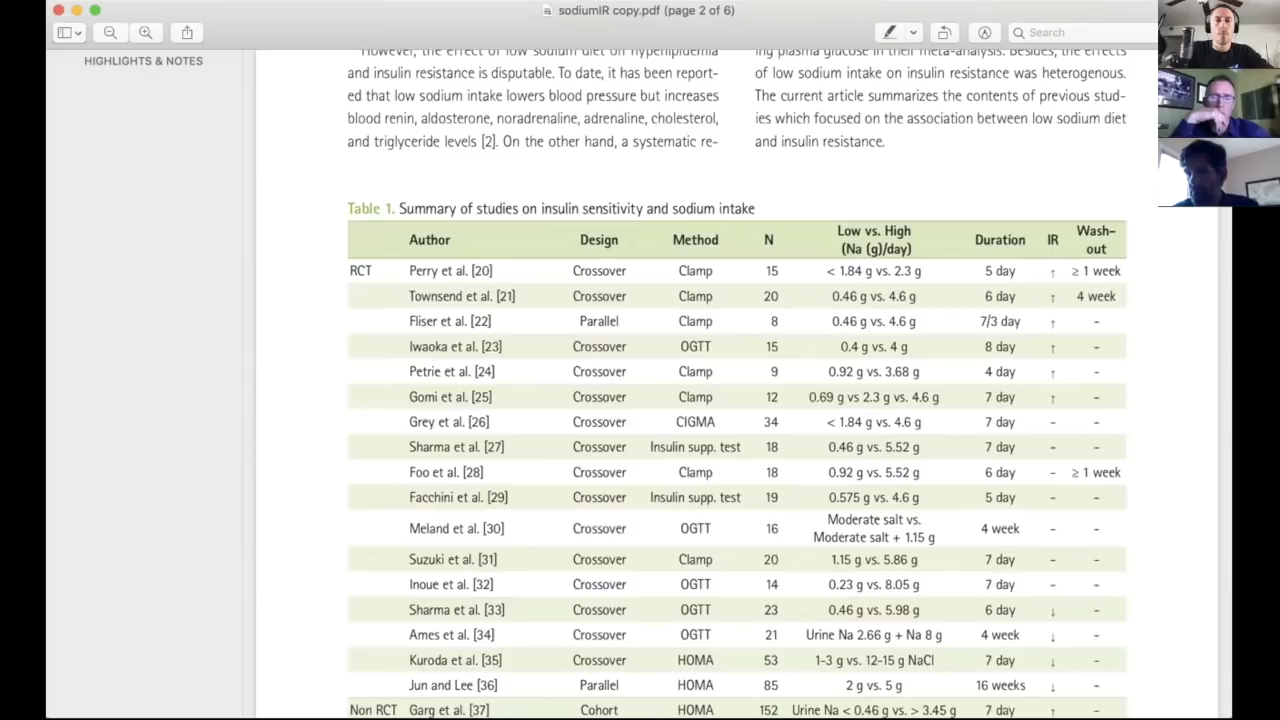 sodiumIR copy.pdf (page 2 of 6)
Search
HIGHLIGHTS & NOTES
However, the effect of low sodium diet on hyperlipidemia
and insulin resistance is disputable. To date, it has been report-
ed that low sodium intake lowers blood pressure but increases
blood renin, aldosterone, noradrenaline, adrenaline, cholesterol,
and triglyceride levels [2]. On the other hand, a systematic re-
ing plasma glucose in their meta-analysis. Besides, the effects
of low sodium intake on insulin resistance was heterogenous.
The current article summarizes the contents of previous stud-
ies which focused on the association between low sodium diet
and insulin resistance.
Table 1. Summary of studies on insulin sensitivity and sodium intake
Author Design Method N Low vs. High (Na (g)/day) Duration IR Wash-out
RCT Perry et al. [20] Crossover Clamp 15 < 1.84 g vs. 2.3 g 5 day ↑ ≥ 1 week
Townsend et al. [21] Crossover Clamp 20 0.46 g vs. 4.6 g 6 day ↑ 4 week
Fliser et al. [22] Parallel Clamp 8 0.46 g vs. 4.6 g 7/3 day ↑ -
Iwaoka et al. [23] Crossover OGTT 15 0.4 g vs. 4 g 8 day ↑ -
Petrie et al. [24] Crossover Clamp 9 0.92 g vs. 3.68 g 4 day ↑ -
Gomi et al. [25] Crossover Clamp 12 0.69 g vs 2.3 g vs. 4.6 g 7 day ↑ -
Grey et al. [26] Crossover CIGMA 34 < 1.84 g vs. 4.6 g 7 day - -
Sharma et al. [27] Crossover Insulin supp. test 18 0.46 g vs. 5.52 g 7 day - -
Foo et al. [28] Crossover Clamp 18 0.92 g vs. 5.52 g 6 day - ≥ 1 week
Facchini et al. [29] Crossover Insulin supp. test 19 0.575 g vs. 4.6 g 5 day - -
Meland et al. [30] Crossover OGTT 16 Moderate salt vs. Moderate salt + 1.15 g 4 week - -
Suzuki et al. [31] Crossover Clamp 20 1.15 g vs. 5.86 g 7 day - -
Inoue et al. [32] Crossover OGTT 14 0.23 g vs. 8.05 g 7 day - -
Sharma et al. [33] Crossover OGTT 23 0.46 g vs. 5.98 g 6 day ↓ -
Ames et al. [34] Crossover OGTT 21 Urine Na 2.66 g + Na 8 g 4 week ↓ -
Kuroda et al. [35] Crossover HOMA 53 1-3 g vs. 12-15 g NaCl 7 day ↓ -
Jun and Lee [36] Parallel HOMA 85 2 g vs. 5 g 16 weeks ↓ -
Non RCT Garg et al. [37] Cohort HOMA 152 Urine Na < 0.46 g vs. > 3.45 g 7 day ↑ -